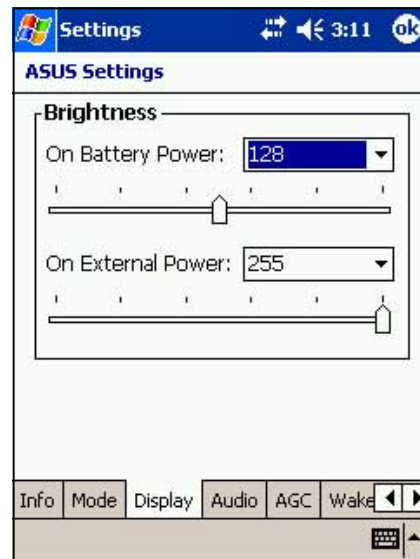 Settings 3:11 ok
ASUS Settings
Brightness
On Battery Power: 128
On External Power: 255
Info Mode Display Audio AGC Wake